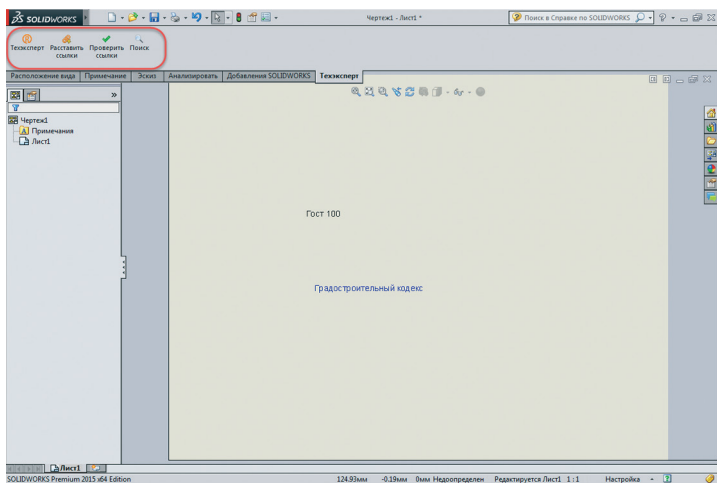 SOLIDWORKS
Чертеж1 - Лист1 *
Поиск в Справке по SOLIDWORKS
Техэксперт Расставить ссылки Проверить ссылки Поиск
Расположение вида Примечание Эскиз Анализировать Добавления SOLIDWORKS Техэксперт
Чертеж1
Примечания
Лист1
Гост 100
Градостроительный кодекс
Лист1
SOLIDWORKS Premium 2015 x64 Edition 124.93мм -0.19мм 0мм Недоопределен Редактируется Лист1 1:1 Настройка